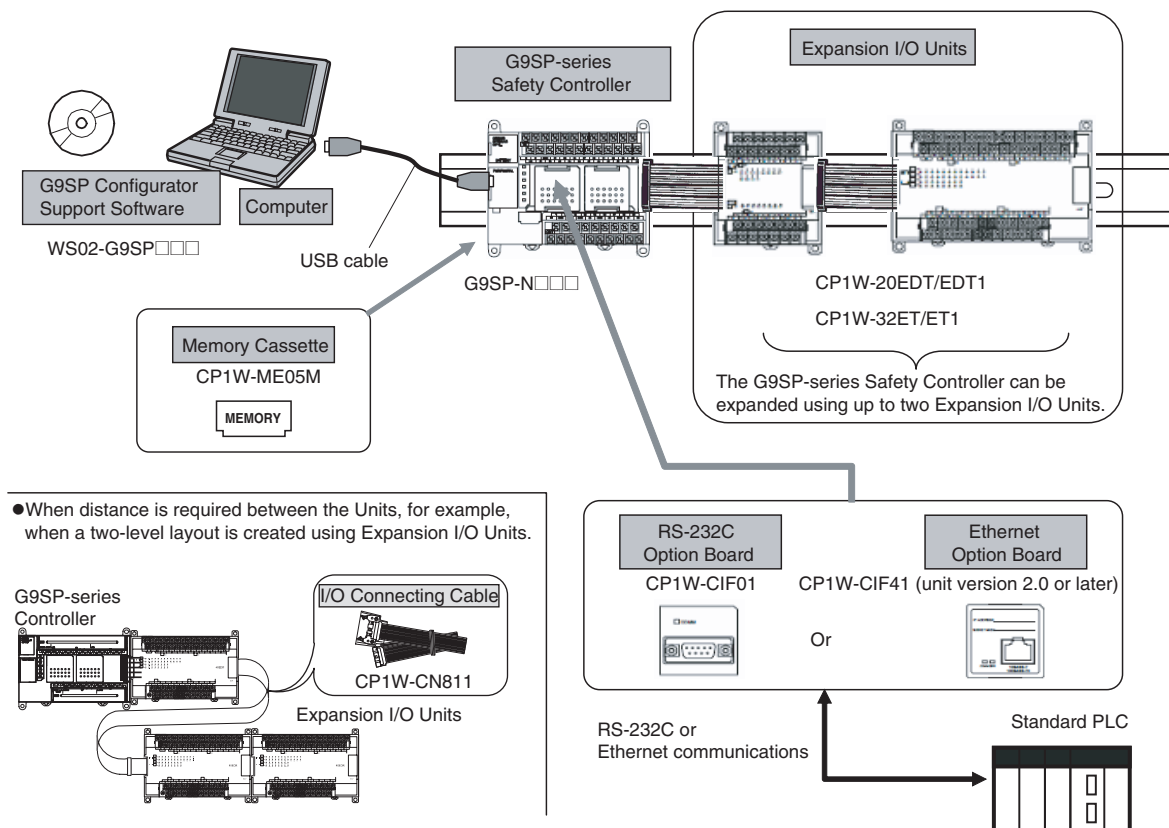 Expansion I/O Units
G9SP-series
Safety Controller
G9SP Configurator
Support Software
Computer
WS02-G9SP□□□
USB cable
G9SP-N□□□
CP1W-20EDT/EDT1
CP1W-32ET/ET1
The G9SP-series Safety Controller can be
expanded using up to two Expansion I/O Units.
Memory Cassette
CP1W-ME05M
MEMORY
●When distance is required between the Units, for example,
when a two-level layout is created using Expansion I/O Units.
G9SP-series
Controller
I/O Connecting Cable
CP1W-CN811
Expansion I/O Units
RS-232C
Option Board
CP1W-CIF01
Or
Ethernet
Option Board
CP1W-CIF41 (unit version 2.0 or later)
RS-232C or
Ethernet communications
Standard PLC